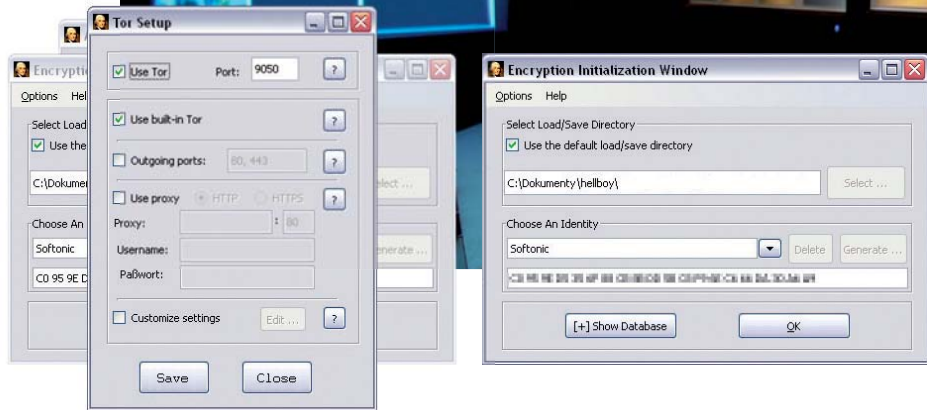 Tor Setup
Use Tor
Port:
9050
?
Use built-in Tor
?
Outgoing ports:
80, 443
?
Use proxy
HTTP
HTTPS
?
Proxy:
:
80
Username:
Paßwort:
Customize settings
Edit ...
?
Save
Close
Options
Hel
Select Load
Use the
C:\Dokumen
elect ...
Choose An
Softonic
enerate ...
C0 95 9E D
Encryption Initialization Window
Options
Help
Select Load/Save Directory
Use the default load/save directory
C:\Dokumenty\hellboy\
Select ...
Choose An Identity
Softonic
Delete
Generate ...
[+] Show Database
OK